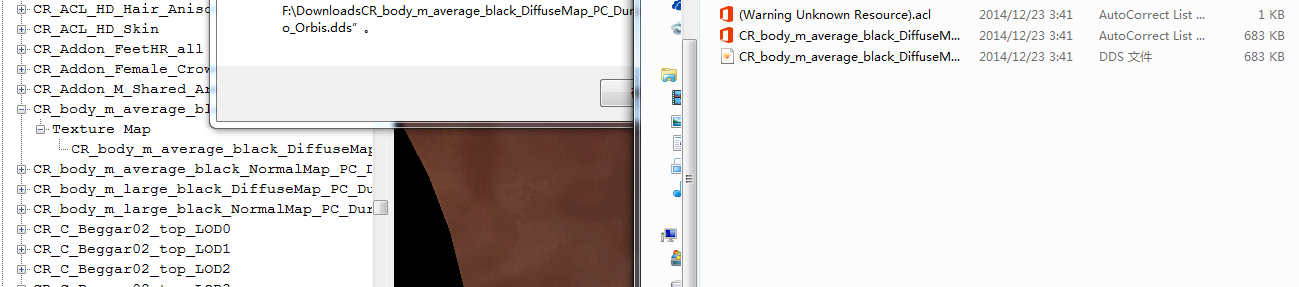 CR_ACL_HD_Hair_Aniso
CR_ACL_HD_Skin
CR_Addon_FeetHR_all
CR_Addon_Female_Crow
CR_Addon_M_Shared_Ar
CR_body_m_average_bl
Texture Map
CR_body_m_average_black_DiffuseMap
CR_body_m_average_black_NormalMap_PC_D
CR_body_m_large_black_DiffuseMap_PC_Du
CR_body_m_large_black_NormalMap_PC_Dur
CR_C_Beggar02_top_LOD0
CR_C_Beggar02_top_LOD1
CR_C_Beggar02_top_LOD2
F:\DownloadsCR_body_m_average_black_DiffuseMap_PC_Dur
o_Orbis.dds” 。
(Warning Unknown Resource).acl 2014/12/23 3:41 AutoCorrect List ... 1 KB
CR_body_m_average_black_DiffuseM... 2014/12/23 3:41 AutoCorrect List ... 683 KB
CR_body_m_average_black_DiffuseM... 2014/12/23 3:41 DDS 文件 683 KB